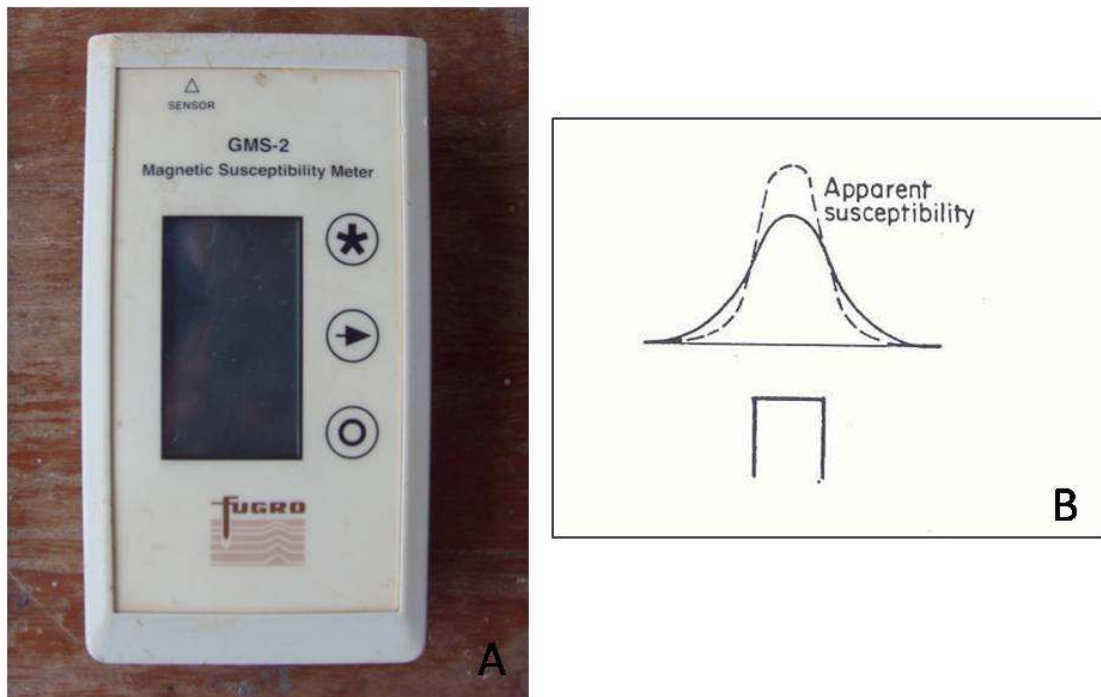 SENSOR
GMS-2
Magnetic Susceptibility Meter
FUGRO
A
Apparent
susceptibility
B